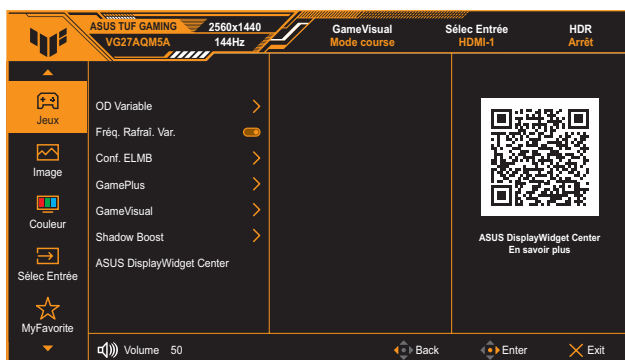 ASUS TUF GAMING 2560x1440
VG27AQM5A 144Hz
GameVisual
Mode course
Sélec Entrée
HDMI-1
HDR
Arrêt
Jeux
Image
Couleur
Sélec Entrée
MyFavorite
OD Variable
Fréq. Rafraî. Var.
Conf. ELMB
GamePlus
GameVisual
Shadow Boost
ASUS DisplayWidget Center
ASUS DisplayWidget Center
En savoir plus
Volume 50
Back
Enter
Exit